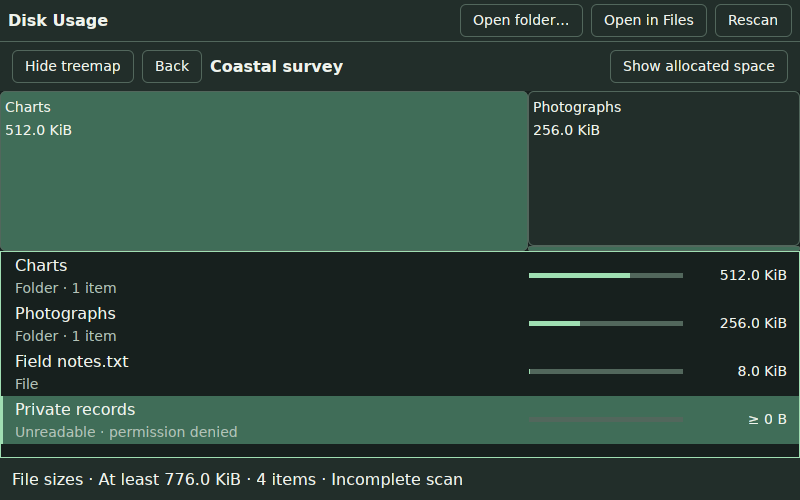 Disk Usage
Open folder…
Open in Files
Rescan
Hide treemap
Back
Coastal survey
Show allocated space
Charts
512.0 KiB
Photographs
256.0 KiB
Charts
Folder · 1 item
512.0 KiB
Photographs
Folder · 1 item
256.0 KiB
Field notes.txt
File
8.0 KiB
Private records
Unreadable · permission denied
≥ 0 B
File sizes · At least 776.0 KiB · 4 items · Incomplete scan